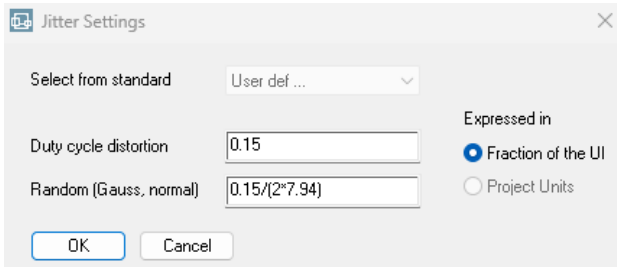 Jitter Settings
Select from standard
User def ...
Expressed in
Duty cycle distortion
0.15
Fraction of the UI
Random (Gauss, normal)
0.15/(2*7.94)
Project Units
OK
Cancel